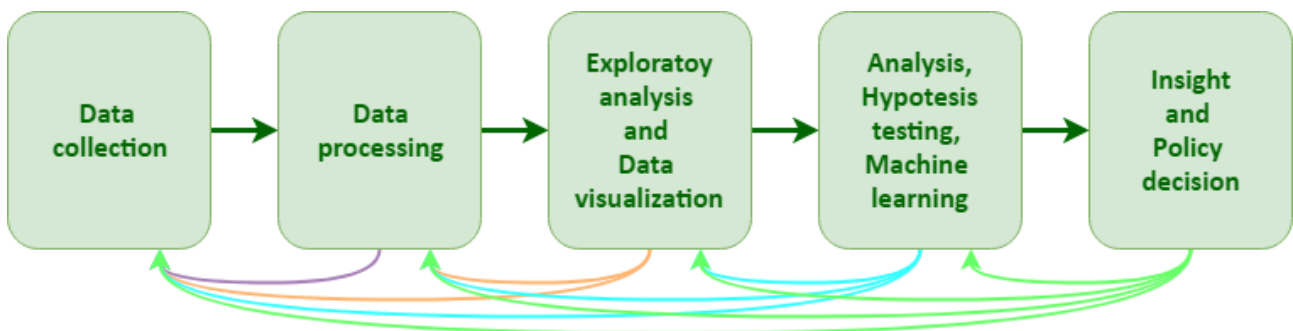 Data
collection
Data
processing
Exploratoy
analysis
and
Data
visualization
Analysis,
Hypotesis
testing,
Machine
learning
Insight
and
Policy
decision